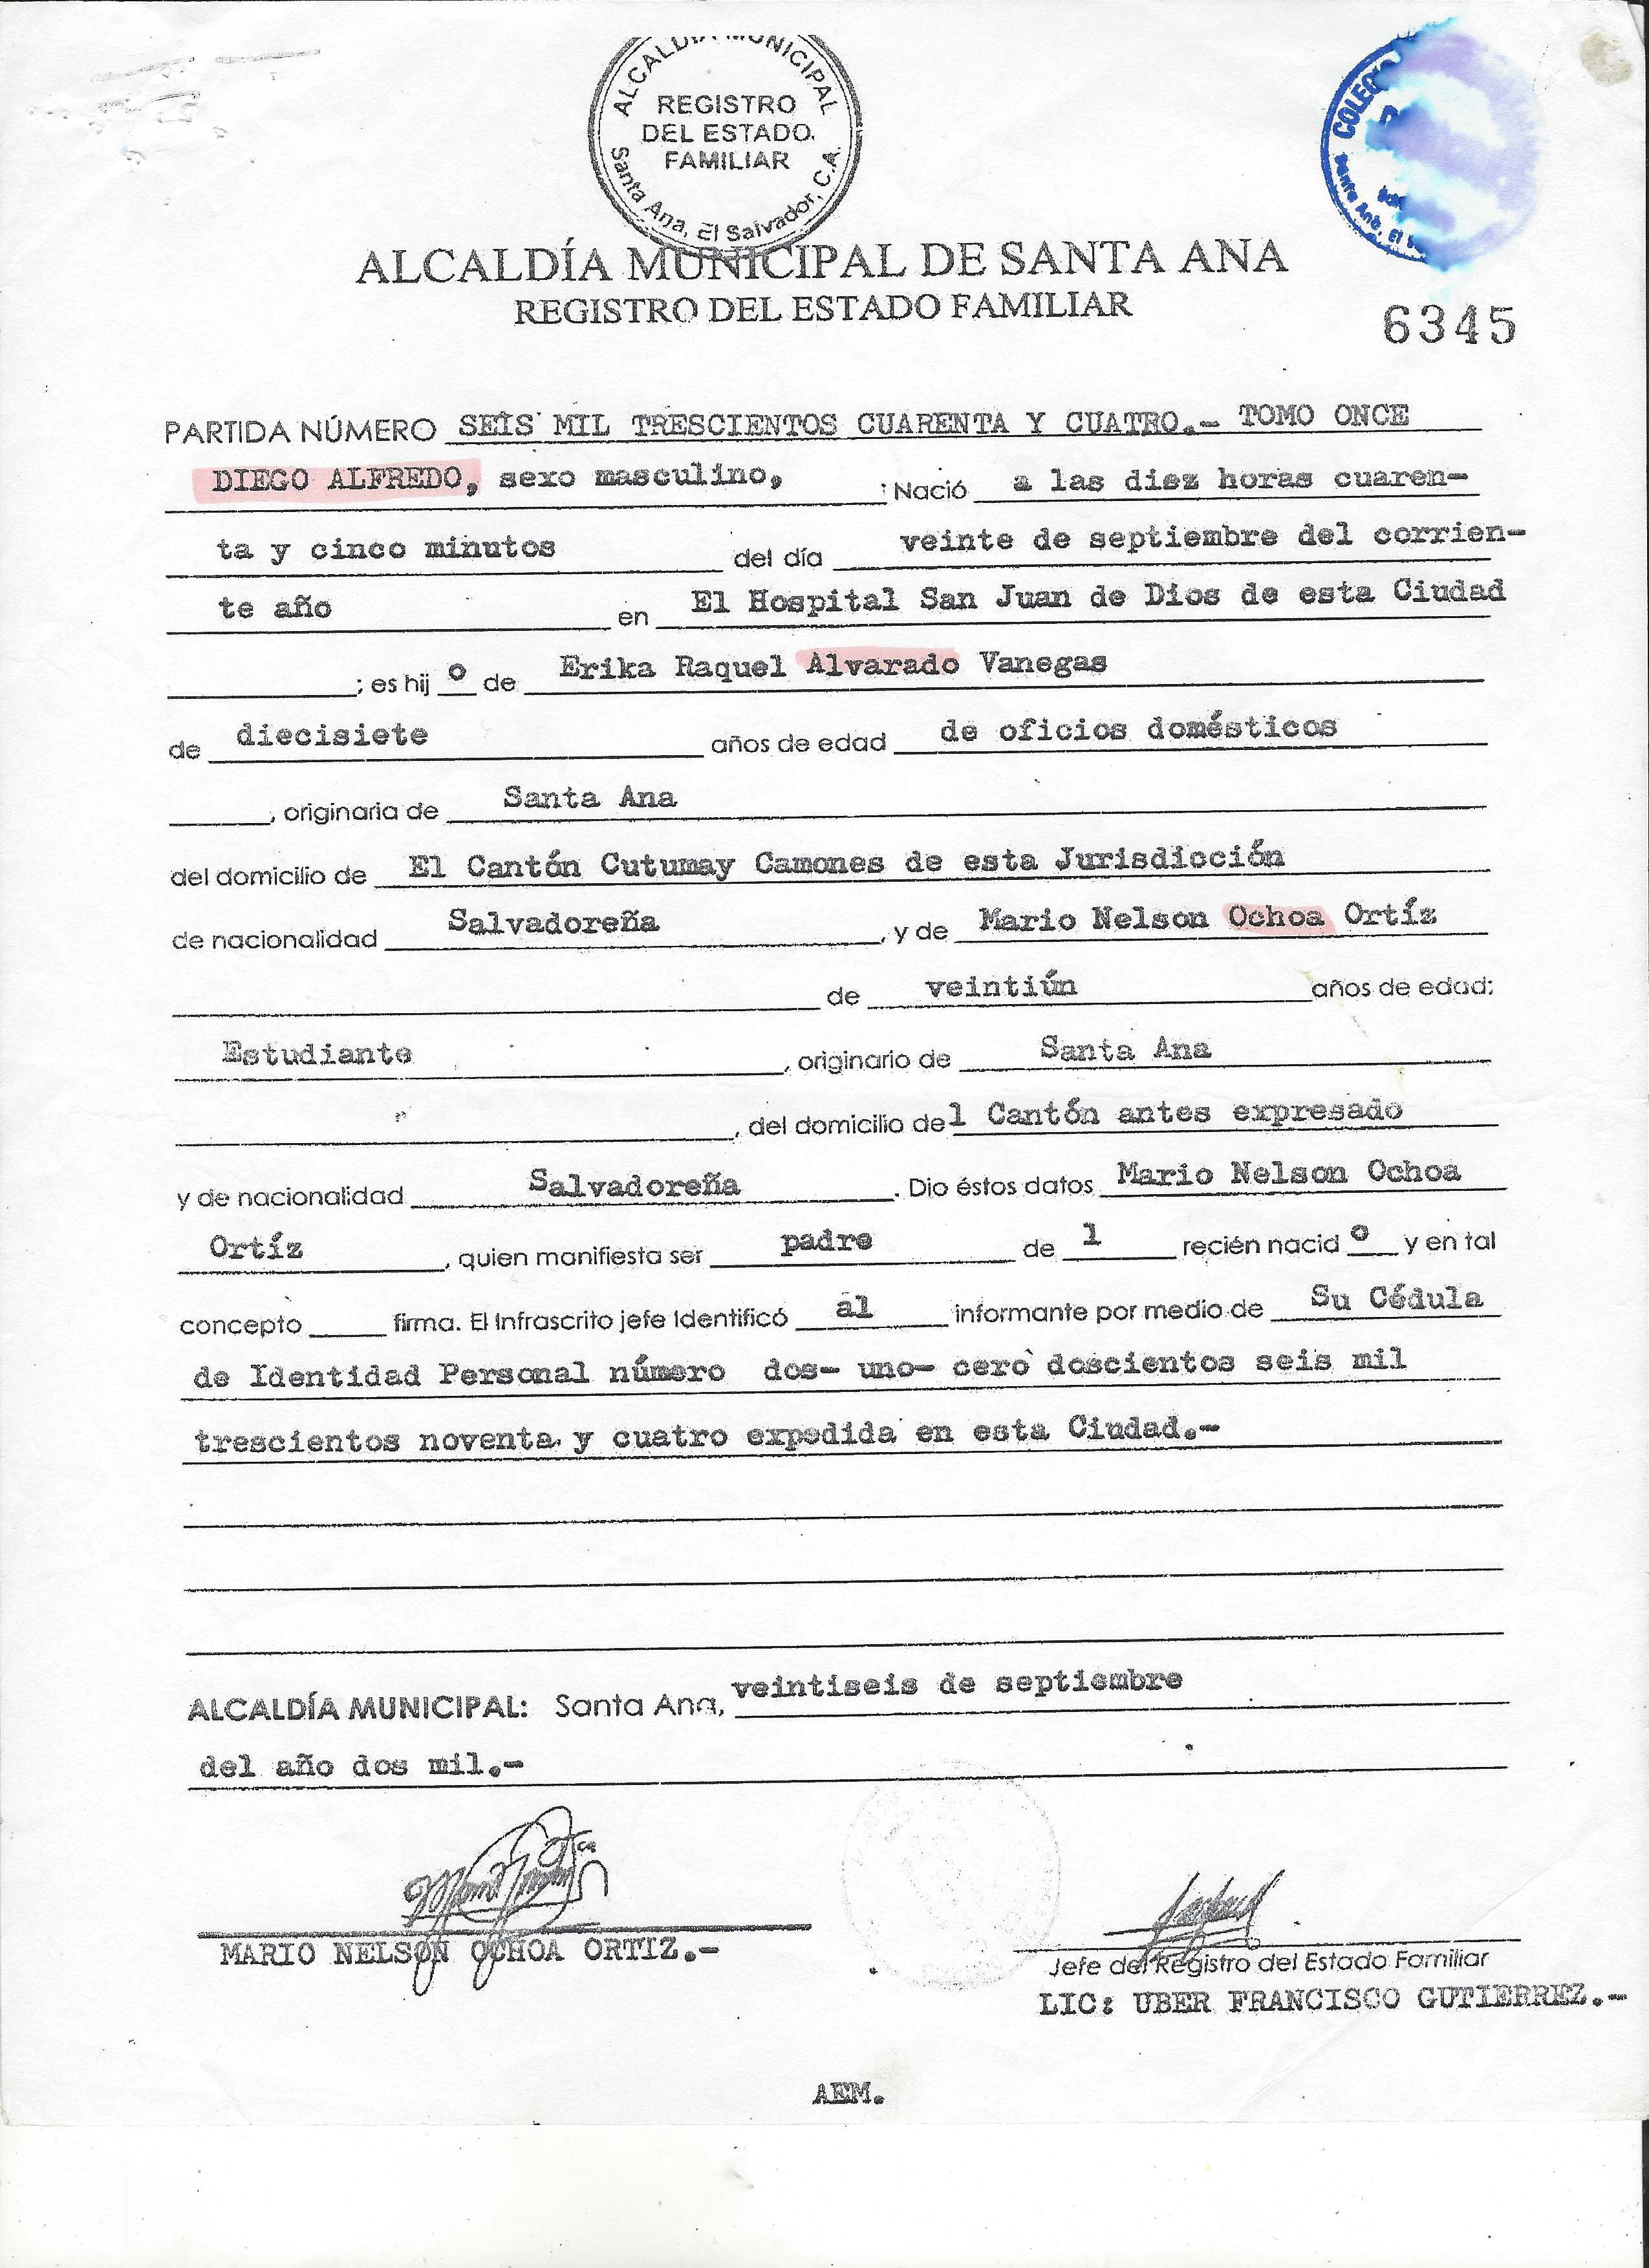 ALCALDÍA MUNICIPAL
REGISTRO
DEL ESTADO
FAMILIAR
Santa Ana, El Salvador, C.A.
COLEG
Santa Ana, El S
ALCALDÍA MUNICIPAL DE SANTA ANA
REGISTRO DEL ESTADO FAMILIAR
6345
PARTIDA NÚMERO SEIS MIL TRESCIENTOS CUARENTA Y CUATRO.- TOMO ONCE
DIEGO ALFREDO, sexo masculino, : Nació a las diez horas cuaren-
ta y cinco minutos del día veinte de septiembre del corrien-
te año en El Hospital San Juan de Dios de esta Ciudad
; es hij o de Erika Raquel Alvarado Vanegas
de diecisiete años de edad de oficios domésticos
, originaria de Santa Ana
del domicilio de El Cantón Cutumay Camones de esta Jurisdicción
de nacionalidad Salvadoreña , y de Mario Nelson Ochoa Ortíz
de veintiún años de edad:
Estudiante , originario de Santa Ana
, del domicilio del Cantón antes expresado
y de nacionalidad Salvadoreña . Dio éstos datos Mario Nelson Ochoa
Ortíz , quien manifiesta ser padre de l recién nacid o y en tal
concepto firma. El Infrascrito jefe Identificó al informante por medio de Su Cédula
de Identidad Personal número dos- uno- cero doscientos seis mil
trescientos noventa y cuatro expedida en esta Ciudad.-
ALCALDÍA MUNICIPAL: Santa Ana, veintiseis de septiembre
del año dos mil.-
MARIO NELSON OCHOA ORTIZ.-
Jefe del Registro del Estado Familiar
LIC: UBER FRANCISCO GUTIERREZ.-
AEM.